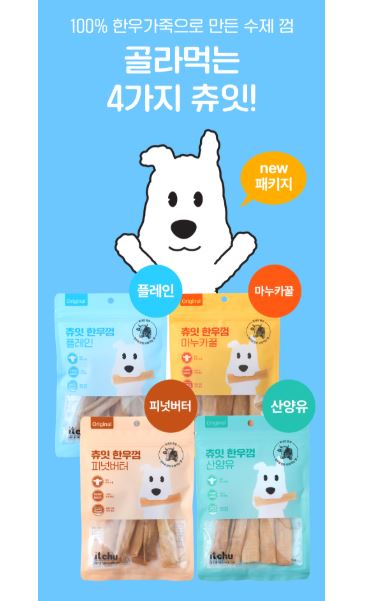 100% 한우가죽으로 만든 수제 껌
골라먹는
4가지 츄잇!
new
패키지
플레인
마누카꿀
Original
츄잇 한우껌
플레인
Original
츄잇 한우껌
마누카꿀
피넛버터
산양유
Original
츄잇 한우껌
피넛버터
itchu
Original
츄잇 한우껌
산양유
itchu